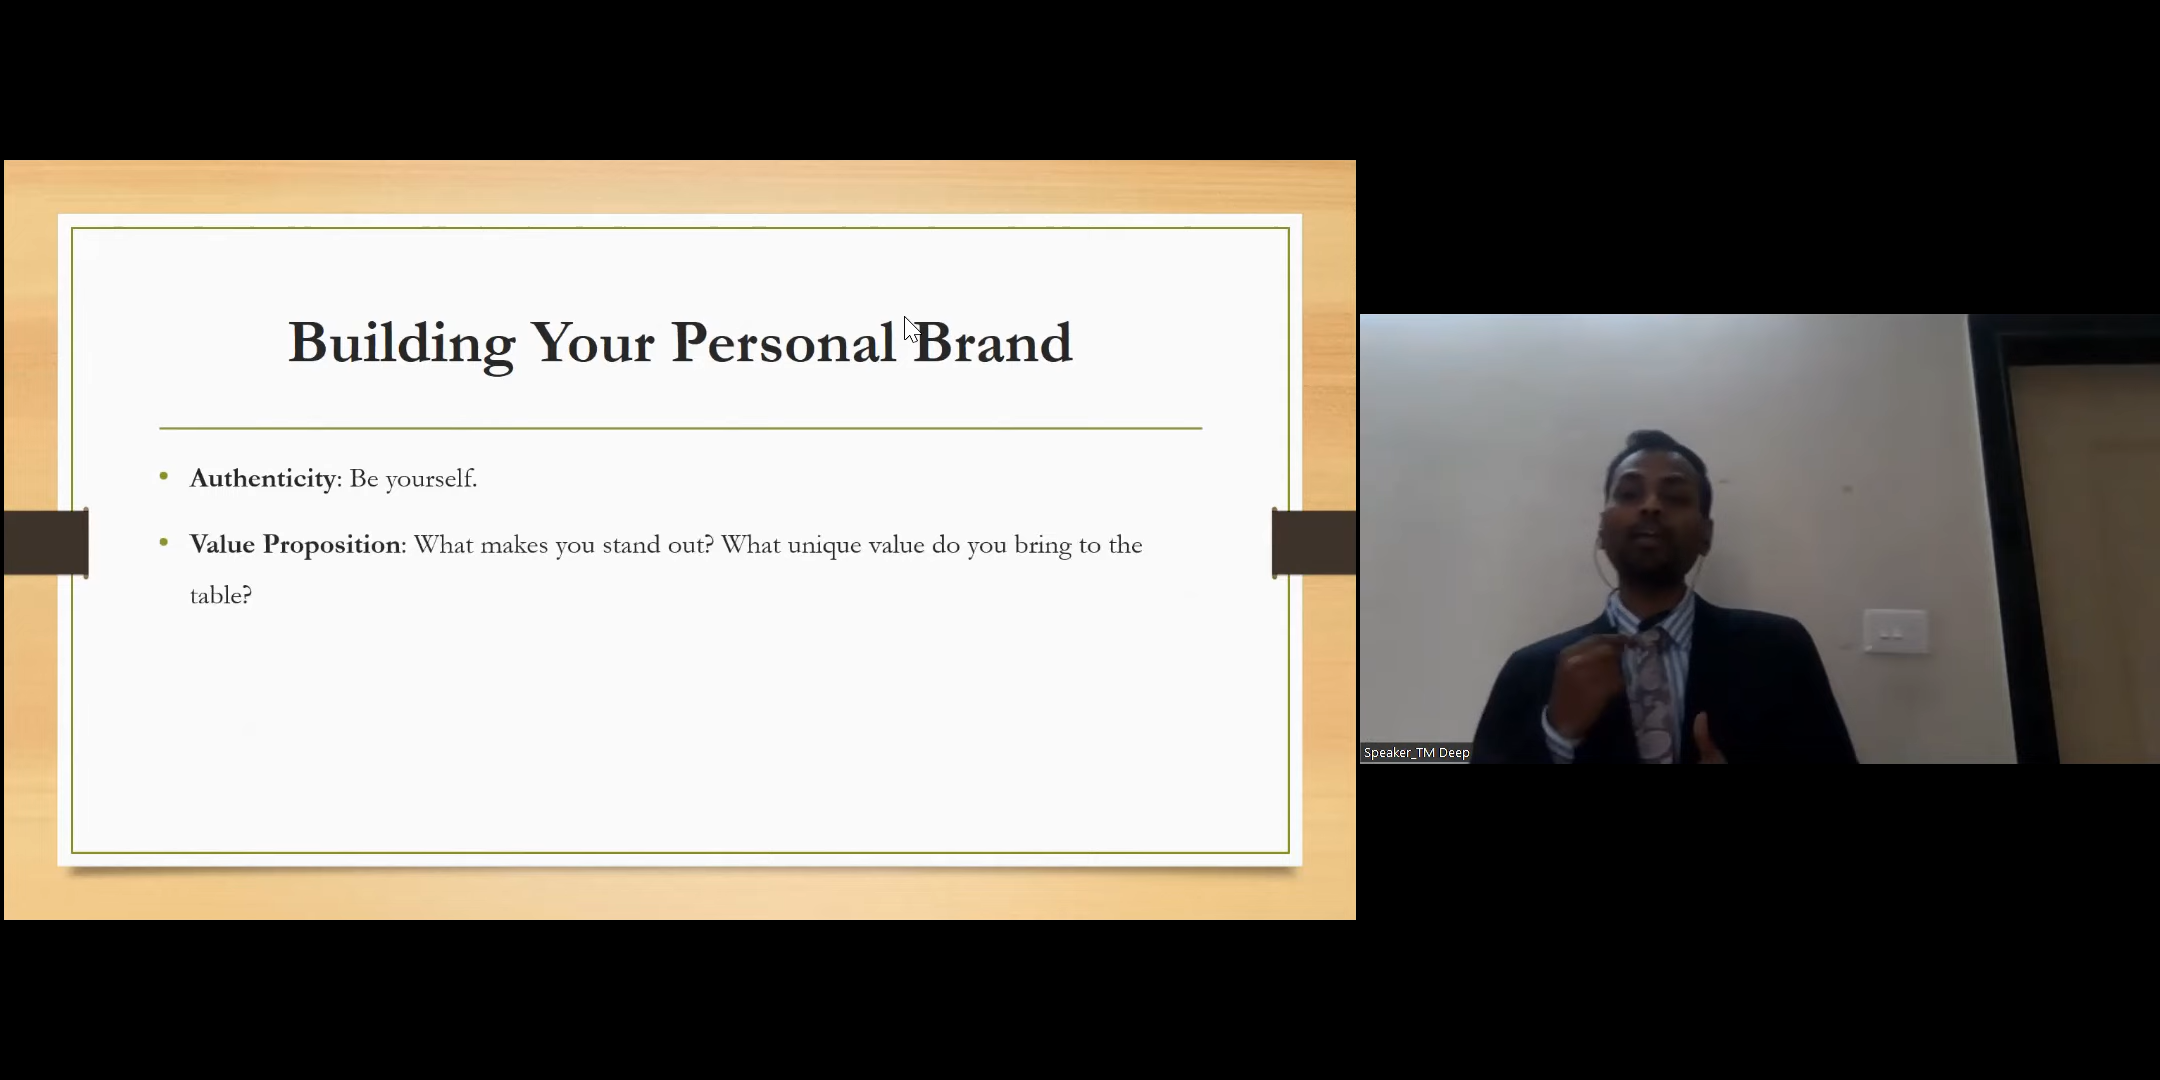 Building Your Personal Brand
Authenticity: Be yourself.
Value Proposition: What makes you stand out? What unique value do you bring to the
table?
Speaker_TM Deep